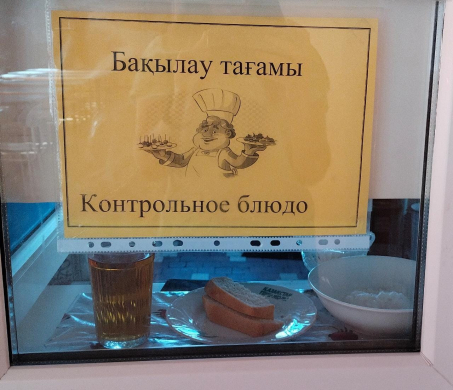 Бақылау тағамы
Контрольное блюдо